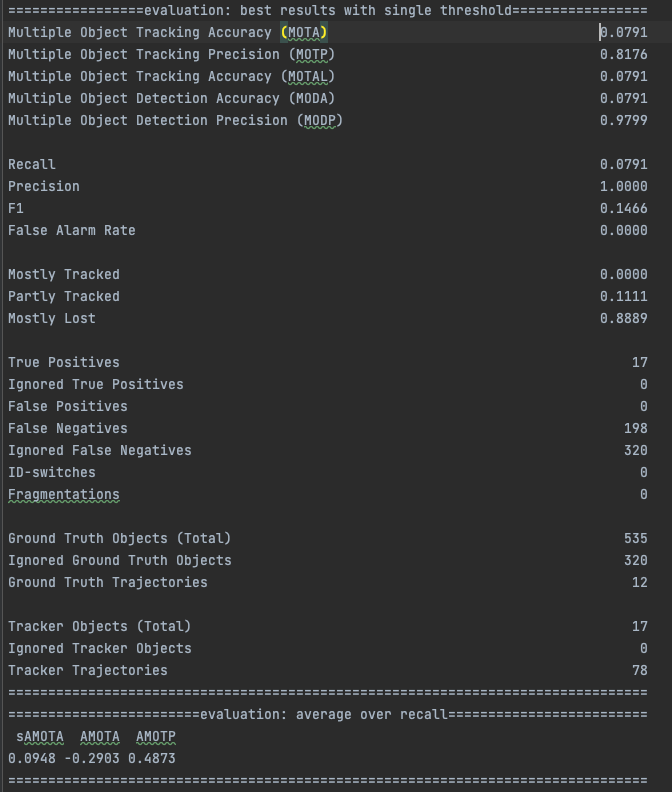 =================evaluation: best results with single threshold=================
Multiple Object Tracking Accuracy (MOTA) 0.0791
Multiple Object Tracking Precision (MOTP) 0.8176
Multiple Object Tracking Accuracy (MOTAL) 0.0791
Multiple Object Detection Accuracy (MODA) 0.0791
Multiple Object Detection Precision (MODP) 0.9799
Recall 0.0791
Precision 1.0000
F1 0.1466
False Alarm Rate 0.0000
Mostly Tracked 0.0000
Partly Tracked 0.1111
Mostly Lost 0.8889
True Positives 17
Ignored True Positives 0
False Positives 0
False Negatives 198
Ignored False Negatives 320
ID-switches 0
Fragmentations 0
Ground Truth Objects (Total) 535
Ignored Ground Truth Objects 320
Ground Truth Trajectories 12
Tracker Objects (Total) 17
Ignored Tracker Objects 0
Tracker Trajectories 78
================================================================================
========================evaluation: average over recall=========================
sAMOTA AMOTA AMOTP
0.0948 -0.2903 0.4873
================================================================================